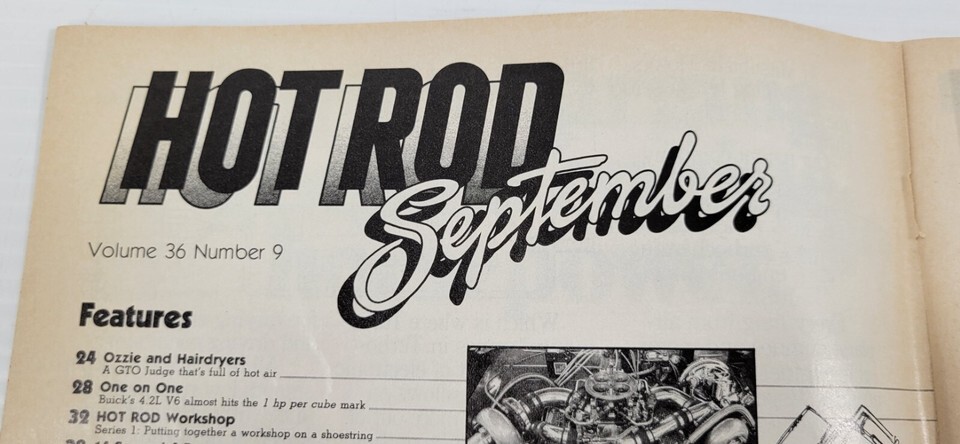 HOT ROD
September
Volume 36 Number 9
Features
24 Ozzie and Hairdryers
A GTO Judge that's full of hot air
28 One on One
Buick's 4.2L V6 almost hits the 1 hp per cube mark
32 HOT ROD Workshop
Series 1: Putting together a workshop on a shoestring